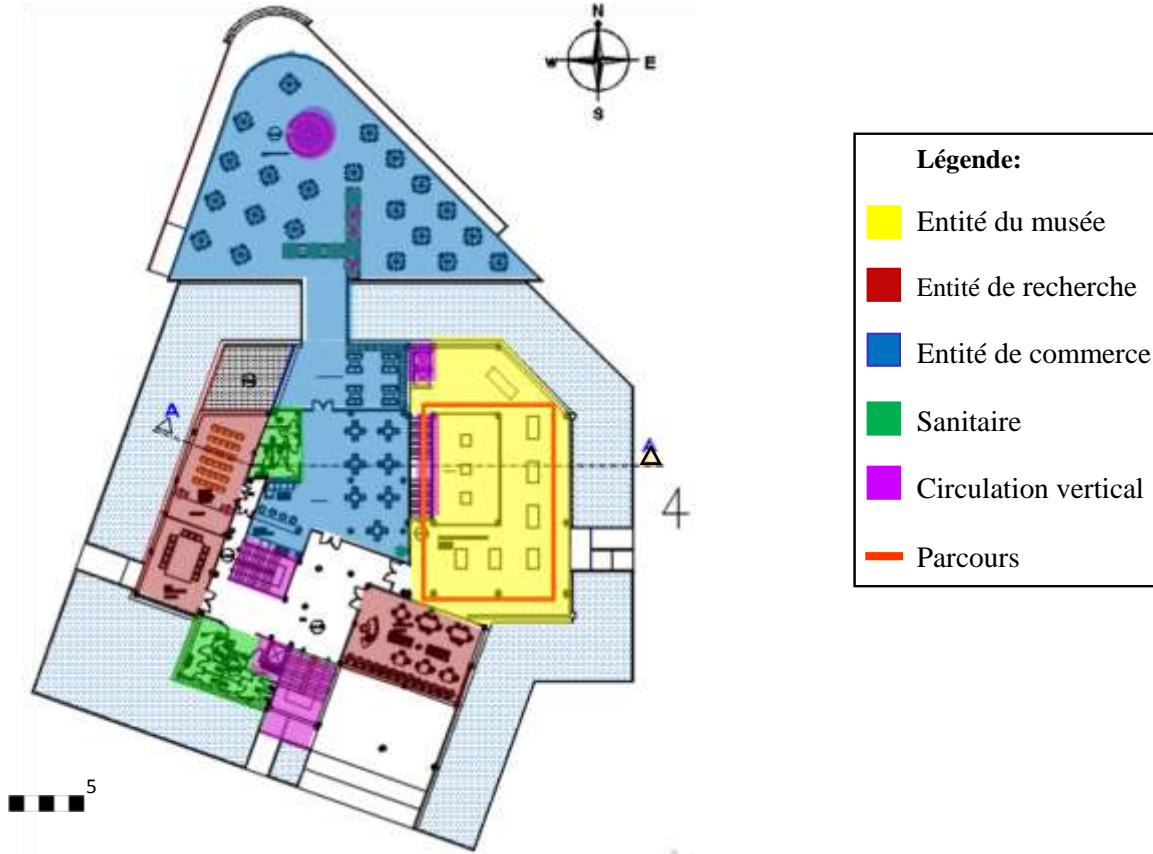 N
W E
S
Légende:
Entité du musée
Entité de recherche
Entité de commerce
Sanitaire
Circulation vertical
Parcours
A
A
4
5